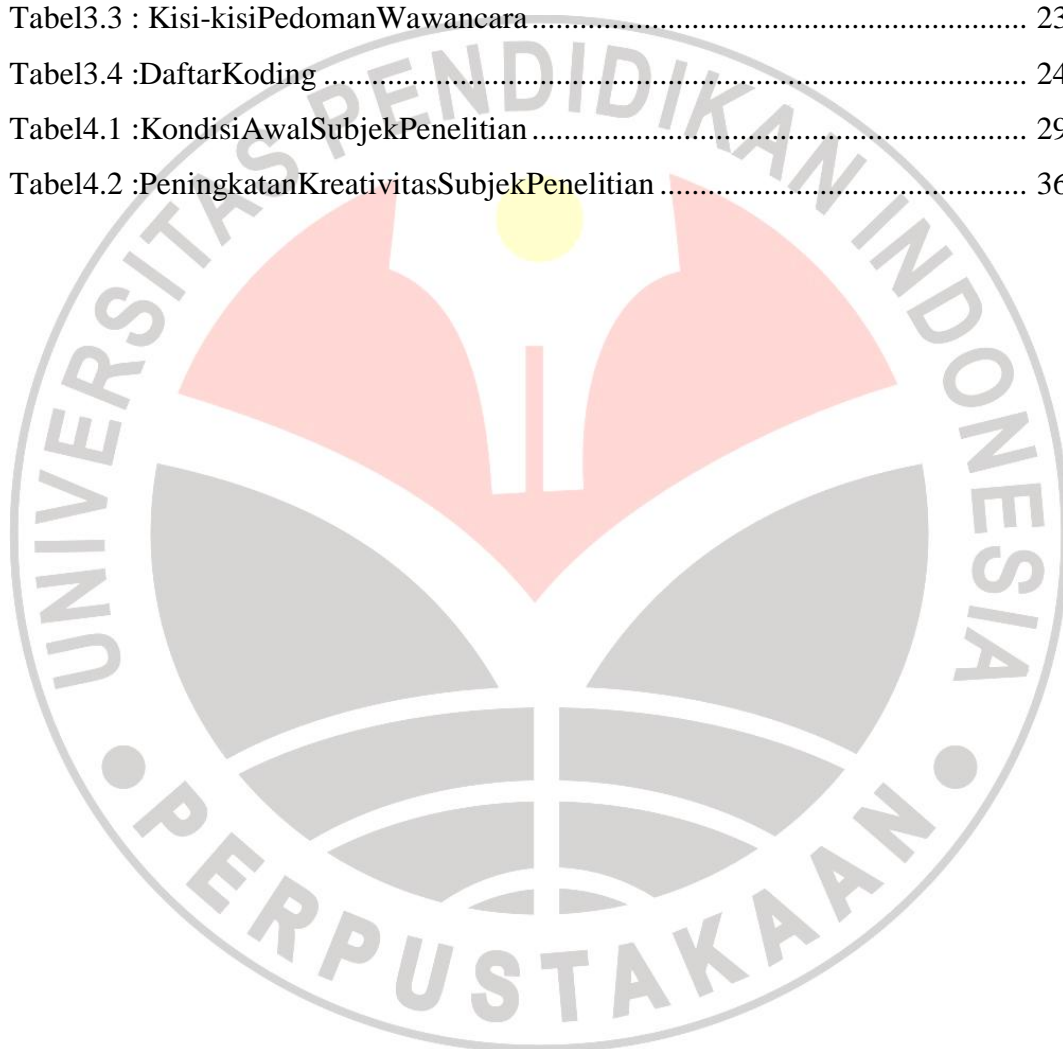 Tabel3.3 : Kisi-kisiPedomanWawancara ........................................................................ 23
Tabel3.4 :DaftarKoding ........................................................................ 24
Tabel4.1 :KondisiAwalSubjekPenelitian ........................................................................ 29
Tabel4.2 :PeningkatanKreativitasSubjekPenelitian ........................................................................ 36
UNIVERSITAS PENDIDIKAN INDONESIA
PERPUSTAKAAN